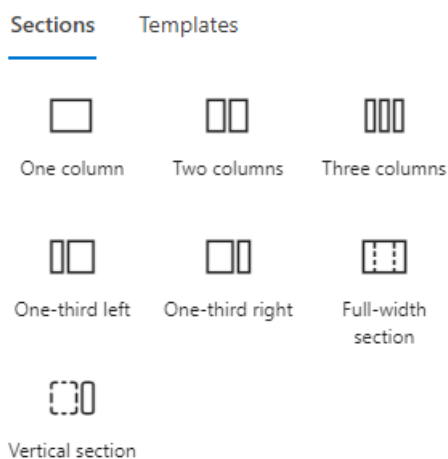 Sections Templates
One column Two columns Three columns
One-third left One-third right Full-width
section
Vertical section